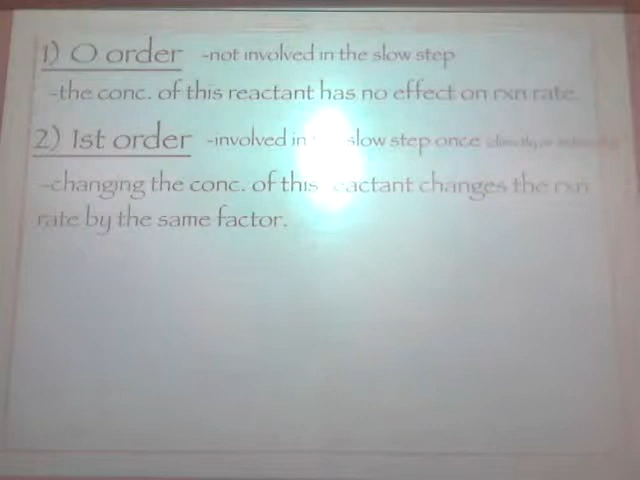 1) O order -not involved in the slow step
-the conc. of this reactant has no effect on rxn rate.
2) 1st order -involved in slow step once
-changing the conc. of this reactant changes the rxn
rate by the same factor.